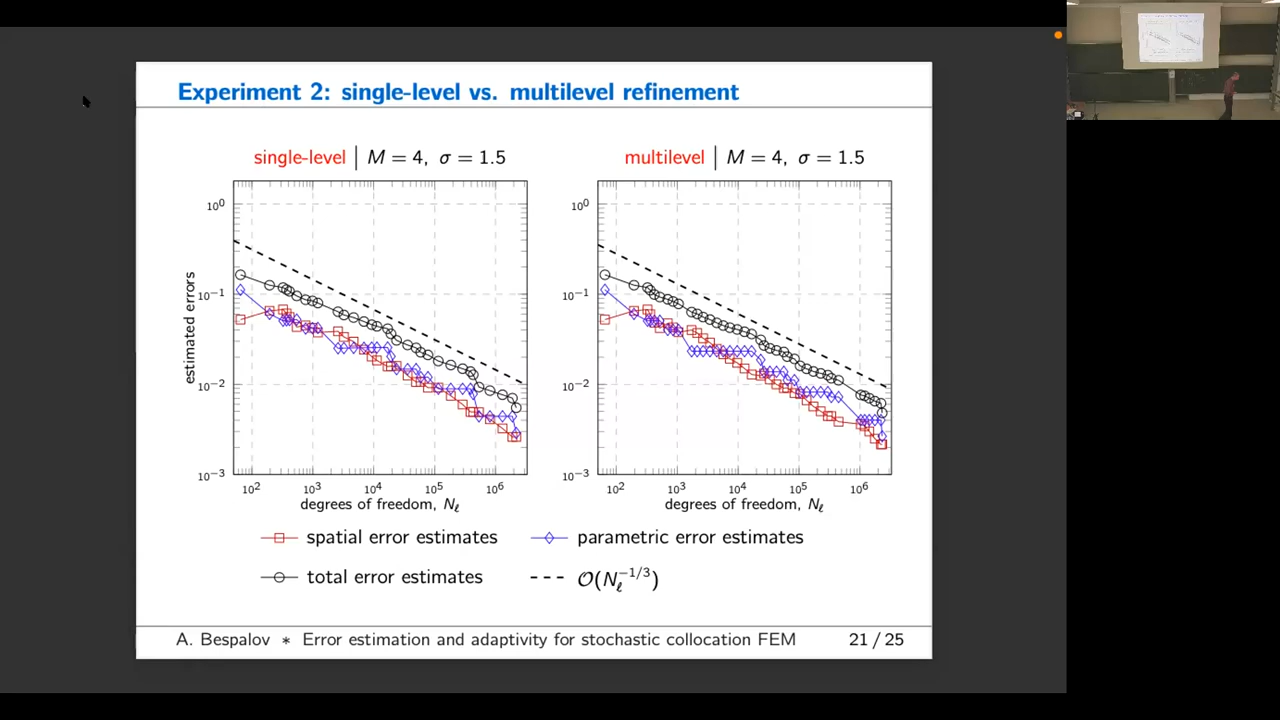 Experiment 2: single-level vs. multilevel refinement
single-level | M = 4, σ = 1.5
multilevel | M = 4, σ = 1.5
estimated errors
10^0
10^−1
10^−2
10^−3
10^2 10^3 10^4 10^5 10^6
degrees of freedom, N_ℓ
10^0
10^−1
10^−2
10^−3
10^2 10^3 10^4 10^5 10^6
degrees of freedom, N_ℓ
spatial error estimates
parametric error estimates
total error estimates
O(N_ℓ^{−1/3})
A. Bespalov ∗ Error estimation and adaptivity for stochastic collocation FEM 21 / 25